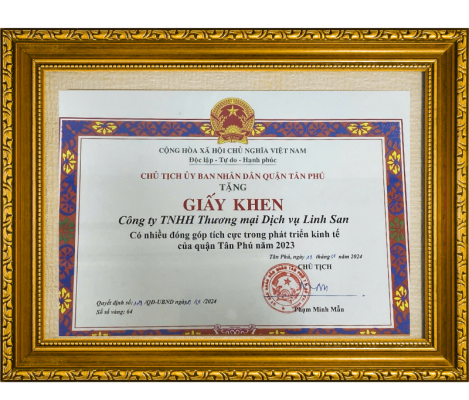 CỘNG HÒA XÃ HỘI CHỦ NGHĨA VIỆT NAM
Độc lập - Tự do - Hạnh phúc
CHỦ TỊCH ỦY BAN NHÂN DÂN QUẬN TÂN PHÚ
TẶNG
GIẤY KHEN
Công ty TNHH Thương mại Dịch vụ Linh San
Có nhiều đóng góp tích cực trong phát triển kinh tế
của quận Tân Phú năm 2023
Tân Phú, ngày tháng năm 2024
CHỦ TỊCH
Quyết định số: /QĐ-UBND ngày /2024
Số sổ vàng: 64
Phạm Minh Mẫn